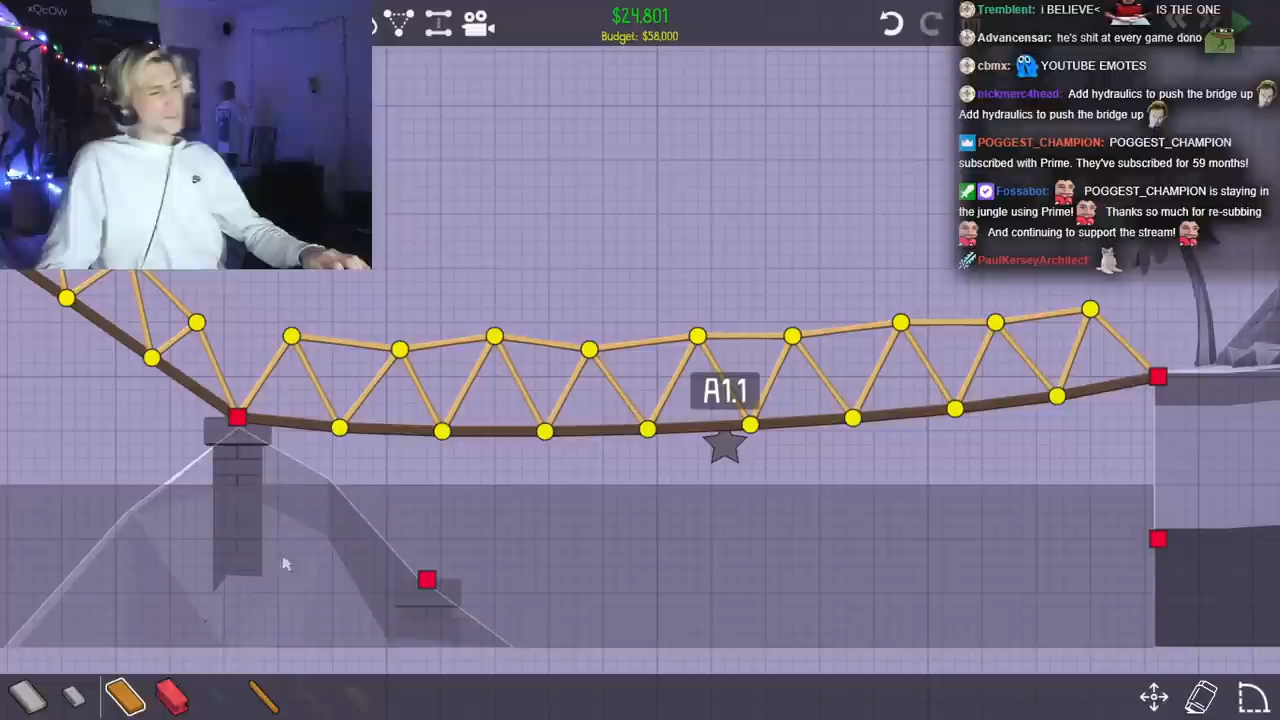 xQcOW
$24,801
Budget: $58,000
Tremblent: i BELIEVE< IS THE ONE
Advancensar: he's shit at every game dono
cbmx: YOUTUBE EMOTES
nickmerc4head: Add hydraulics to push the bridge up
Add hydraulics to push the bridge up
POGGEST_CHAMPION: POGGEST_CHAMPION
subscribed with Prime. They've subscribed for 59 months!
Fossabot: POGGEST_CHAMPION is staying in
the jungle using Prime! Thanks so much for re-subbing
And continuing to support the stream!
PaulKerseyArchitect:
A1.1